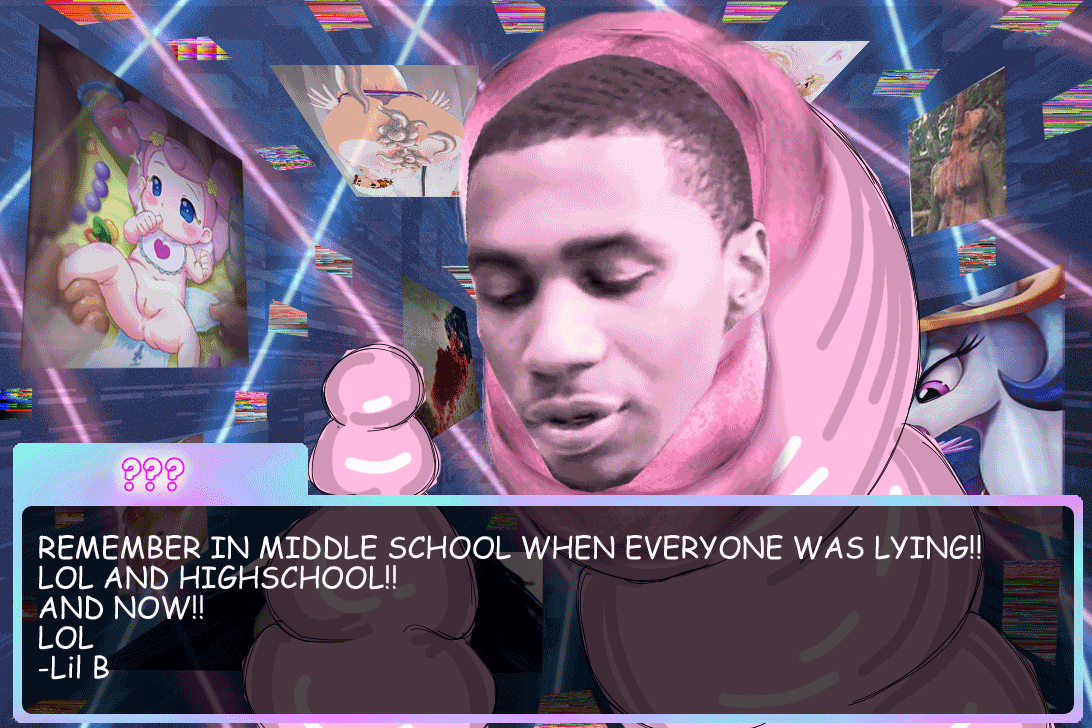 ???
REMEMBER IN MIDDLE SCHOOL WHEN EVERYONE WAS LYING!!
LOL AND HIGHSCHOOL!!
AND NOW!!
LOL
-Lil B